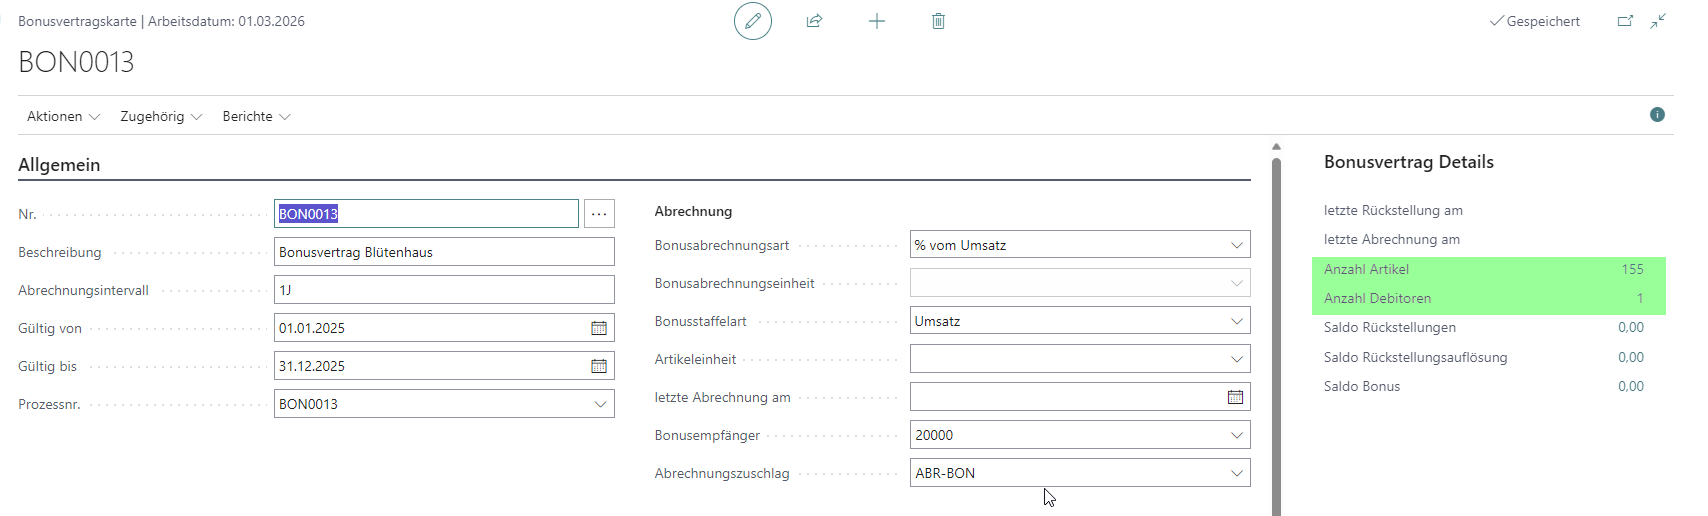 Bonusvertragskarte | Arbeitsdatum: 01.03.2026
Gespeichert
BON0013
Aktionen Zugehörig Berichte
Allgemein
Nr. BON0013 ...
Beschreibung Bonusvertrag Blütenhaus
Abrechnungsintervall 1J
Gültig von 01.01.2025
Gültig bis 31.12.2025
Prozessnr. BON0013
Abrechnung
Bonusabrechnungsart % vom Umsatz
Bonusabrechnungseinheit
Bonusstaffelart Umsatz
Artikeleinheit
letzte Abrechnung am
Bonusempfänger 20000
Abrechnungszuschlag ABR-BON
Bonusvertrag Details
letzte Rückstellung am
letzte Abrechnung am
Anzahl Artikel 155
Anzahl Debitoren 1
Saldo Rückstellungen 0,00
Saldo Rückstellungsauflösung 0,00
Saldo Bonus 0,00